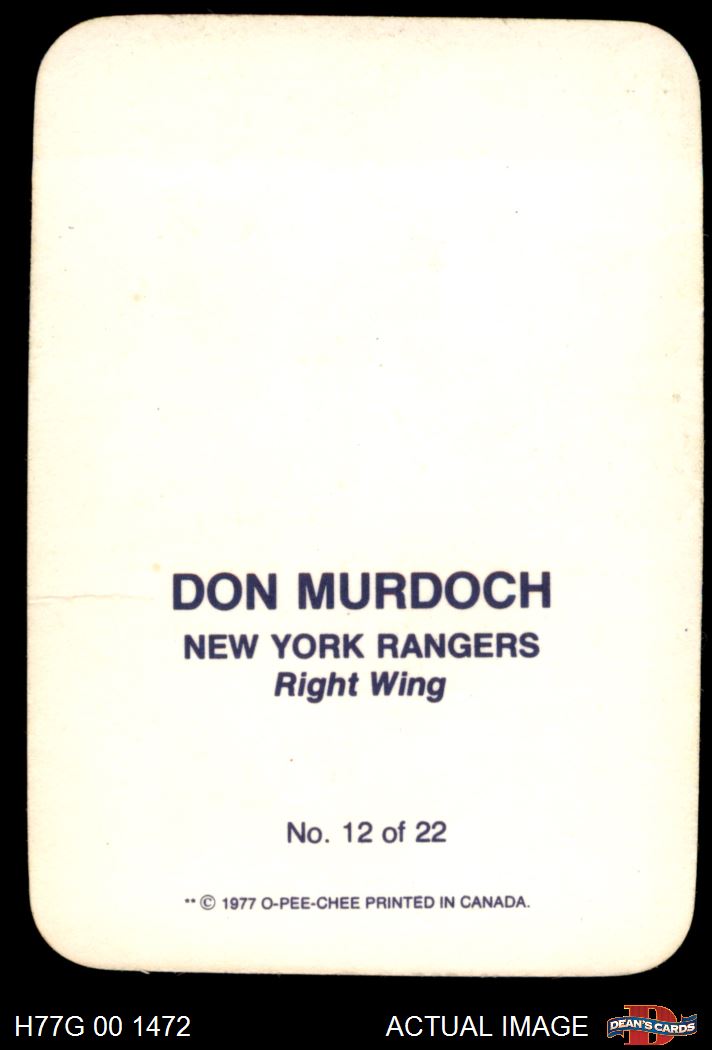 DON MURDOCH
NEW YORK RANGERS
Right Wing
No. 12 of 22
** © 1977 O-PEE-CHEE PRINTED IN CANADA.
H77G 00 1472 ACTUAL IMAGE DEAN'S CARDS